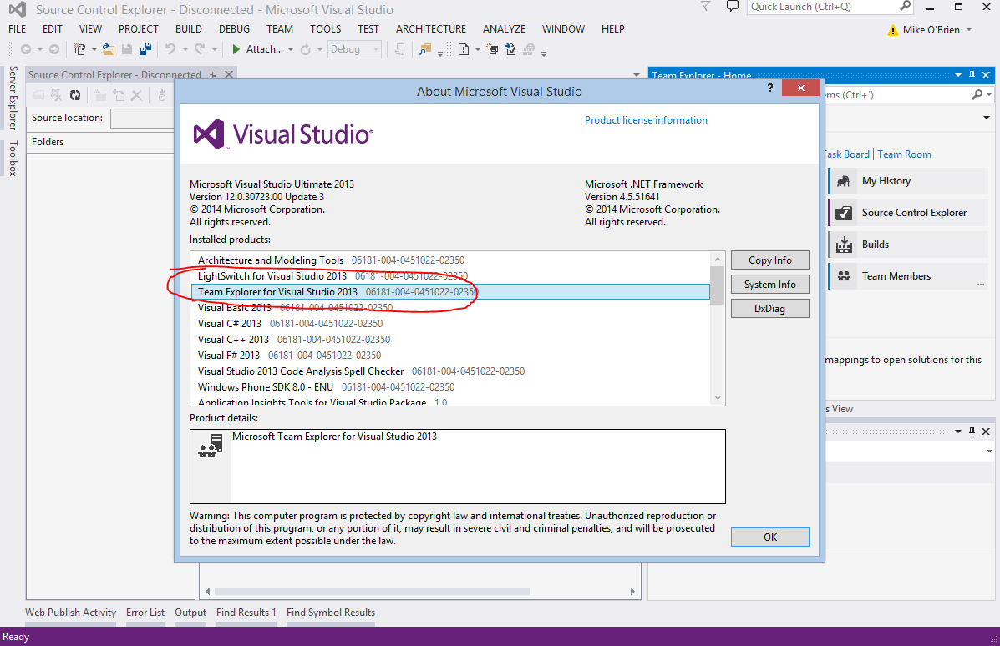 Source Control Explorer - Disconnected - Microsoft Visual Studio
Quick Launch (Ctrl+Q)
FILE EDIT VIEW PROJECT BUILD DEBUG TEAM TOOLS TEST ARCHITECTURE ANALYZE WINDOW HELP
Mike O'Brien
Attach...
Debug
Server Explorer
Toolbox
Source Control Explorer - Disconnected
Source location:
Folders
Team Explorer - Home
ems (Ctrl+')
Task Board | Team Room
My History
Source Control Explorer
Builds
Team Members
...
mappings to open solutions for this
s View
About Microsoft Visual Studio
?
Visual Studio
Product license information
Microsoft Visual Studio Ultimate 2013
Version 12.0.30723.00 Update 3
© 2014 Microsoft Corporation.
All rights reserved.
Microsoft .NET Framework
Version 4.5.51641
© 2014 Microsoft Corporation.
All rights reserved.
Installed products:
Architecture and Modeling Tools 06181-004-0451022-02350
LightSwitch for Visual Studio 2013 06181-004-0451022-02350
Team Explorer for Visual Studio 2013 06181-004-0451022-02350
Visual Basic 2013 06181-004-0451022-02350
Visual C# 2013 06181-004-0451022-02350
Visual C++ 2013 06181-004-0451022-02350
Visual F# 2013 06181-004-0451022-02350
Visual Studio 2013 Code Analysis Spell Checker 06181-004-0451022-02350
Windows Phone SDK 8.0 - ENU 06181-004-0451022-02350
Application Insights Tools for Visual Studio Package 1.0
Copy Info
System Info
DxDiag
Product details:
Microsoft Team Explorer for Visual Studio 2013
Warning: This computer program is protected by copyright law and international treaties. Unauthorized reproduction or
distribution of this program, or any portion of it, may result in severe civil and criminal penalties, and will be prosecuted
to the maximum extent possible under the law.
OK
Web Publish Activity Error List Output Find Results 1 Find Symbol Results
Ready